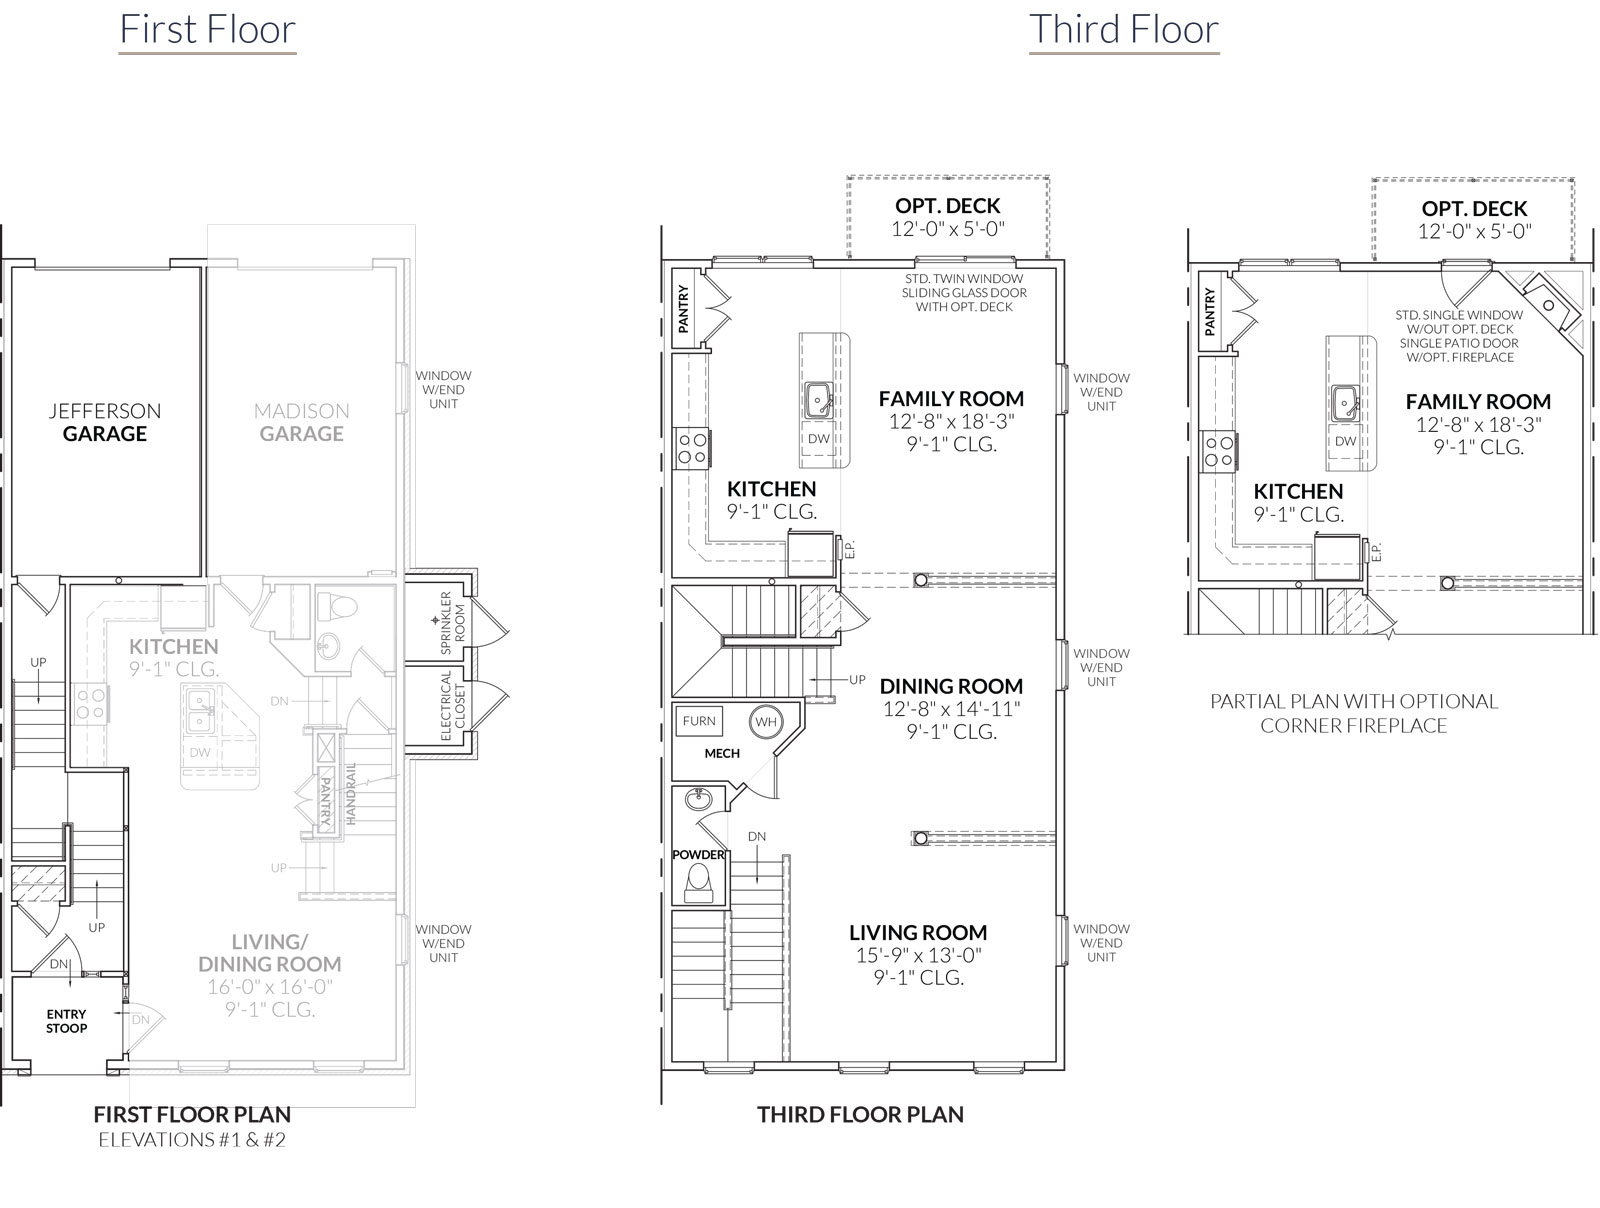 First Floor
JEFFERSON
GARAGE
MADISON
GARAGE
WINDOW
W/END
UNIT
SPRINKLER
ROOM
ELECTRICAL
CLOSET
KITCHEN
9'-1" CLG.
UP
DN
DW
PANTRY
HANDRAIL
UP
UP
DN
LIVING/
DINING ROOM
16'-0" x 16'-0"
9'-1" CLG.
WINDOW
W/END
UNIT
ENTRY
STOOP
DN
FIRST FLOOR PLAN
ELEVATIONS #1 & #2
Third Floor
OPT. DECK
12'-0" x 5'-0"
STD. TWIN WINDOW
SLIDING GLASS DOOR
WITH OPT. DECK
PANTRY
FAMILY ROOM
12'-8" x 18'-3"
9'-1" CLG.
WINDOW
W/END
UNIT
DW
KITCHEN
9'-1" CLG.
E.P.
UP
DINING ROOM
12'-8" x 14'-11"
9'-1" CLG.
WINDOW
W/END
UNIT
FURN
WH
MECH
DN
POWDER
LIVING ROOM
15'-9" x 13'-0"
9'-1" CLG.
WINDOW
W/END
UNIT
THIRD FLOOR PLAN
OPT. DECK
12'-0" x 5'-0"
PANTRY
STD. SINGLE WINDOW
W/OUT OPT. DECK
SINGLE PATIO DOOR
W/OPT. FIREPLACE
FAMILY ROOM
12'-8" x 18'-3"
9'-1" CLG.
DW
KITCHEN
9'-1" CLG.
E.P.
PARTIAL PLAN WITH OPTIONAL
CORNER FIREPLACE